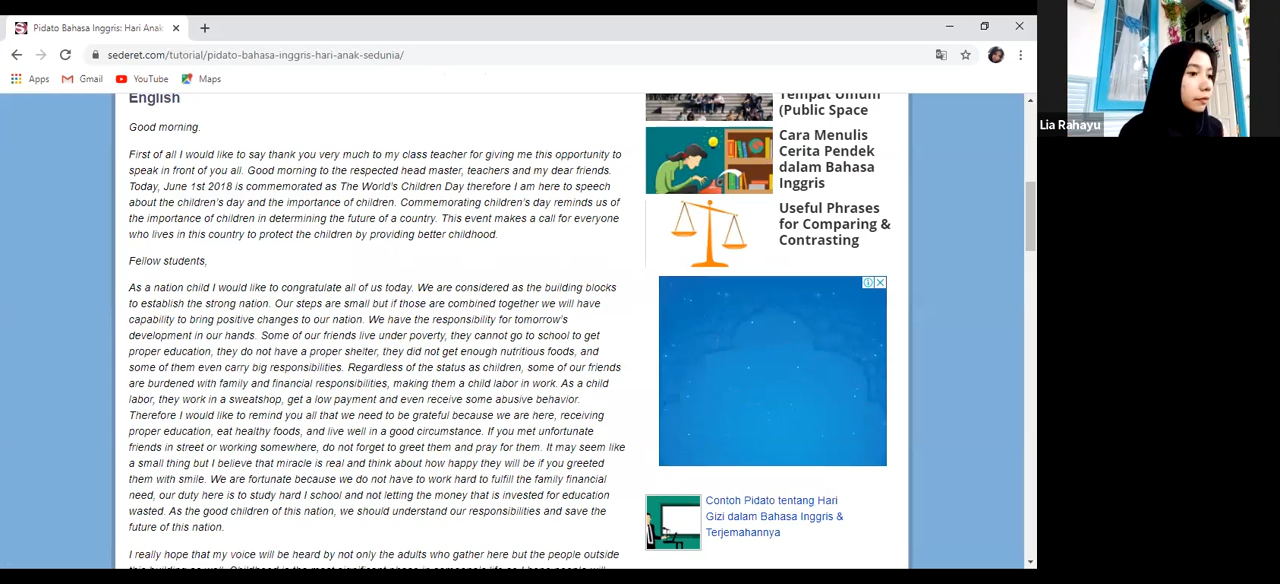 Pidato Bahasa Inggris: Hari Anak
sederet.com/tutorial/pidato-bahasa-inggris-hari-anak-sedunia/
Apps
Gmail
YouTube
Maps
English
Good morning.
First of all I would like to say thank you very much to my class teacher for giving me this opportunity to
speak in front of you all. Good morning to the respected head master, teachers and my dear friends.
Today, June 1st 2018 is commemorated as The World's Children Day therefore I am here to speech
about the children's day and the importance of children. Commemorating children's day reminds us of
the importance of children in determining the future of a country. This event makes a call for everyone
who lives in this country to protect the children by providing better childhood.
Fellow students,
As a nation child I would like to congratulate all of us today. We are considered as the building blocks
to establish the strong nation. Our steps are small but if those are combined together we will have
capability to bring positive changes to our nation. We have the responsibility for tomorrow's
development in our hands. Some of our friends live under poverty, they cannot go to school to get
proper education, they do not have a proper shelter, they did not get enough nutritious foods, and
some of them even carry big responsibilities. Regardless of the status as children, some of our friends
are burdened with family and financial responsibilities, making them a child labor in work. As a child
labor, they work in a sweatshop, get a low payment and even receive some abusive behavior.
Therefore I would like to remind you all that we need to be grateful because we are here, receiving
proper education, eat healthy foods, and live well in a good circumstance. If you met unfortunate
friends in street or working somewhere, do not forget to greet them and pray for them. It may seem like
a small thing but I believe that miracle is real and think about how happy they will be if you greeted
them with smile. We are fortunate because we do not have to work hard to fulfill the family financial
need, our duty here is to study hard I school and not letting the money that is invested for education
wasted. As the good children of this nation, we should understand our responsibilities and save the
future of this nation.
I really hope that my voice will be heard by not only the adults who gather here but the people outside
this building as well. Childhood is the most significant phase in someone's life so I hope people will
Tempat Umum
(Public Space
Cara Menulis
Cerita Pendek
dalam Bahasa
Inggris
Useful Phrases
for Comparing &
Contrasting
Contoh Pidato tentang Hari
Gizi dalam Bahasa Inggris &
Terjemahannya
Lia Rahayu